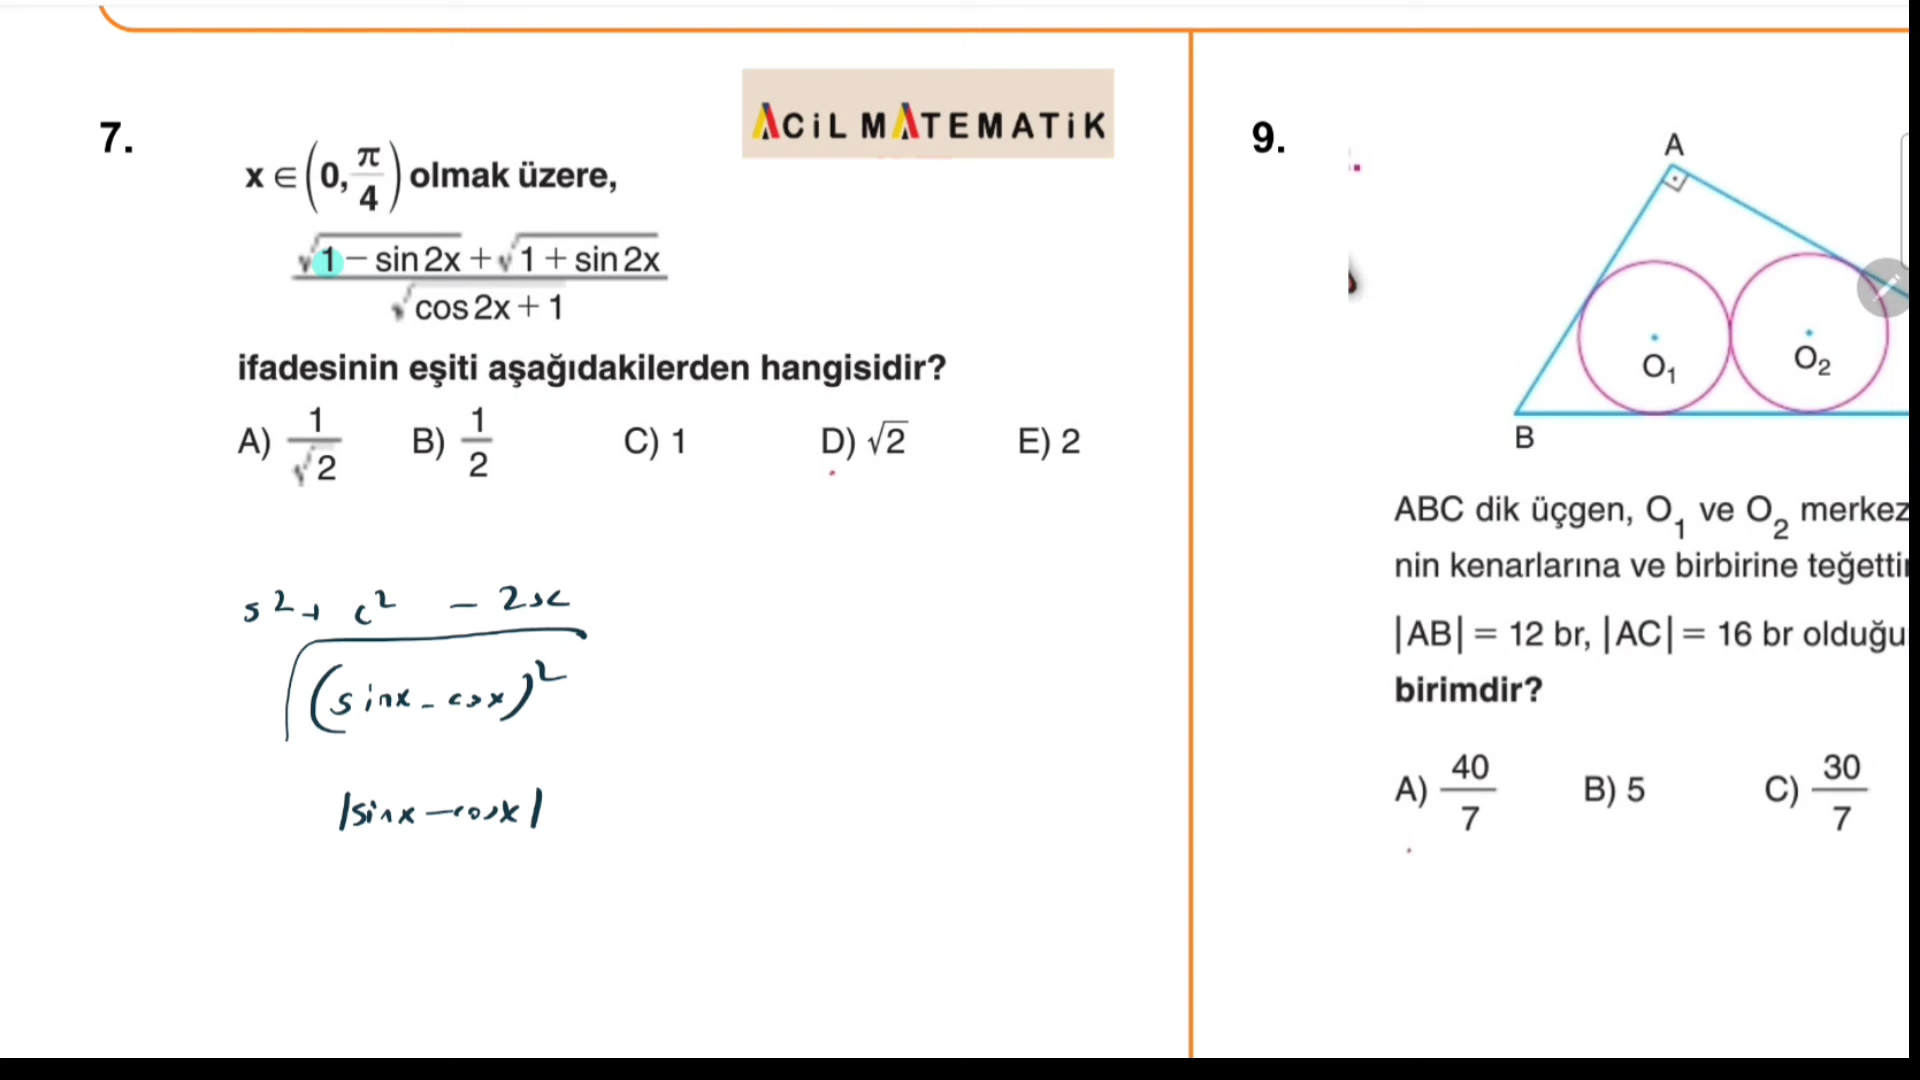 ACİL MATEMATİK
7.
x ∈ (0, π/4) olmak üzere,
√(1 − sin 2x) + √(1 + sin 2x)
√(cos 2x + 1)
ifadesinin eşiti aşağıdakilerden hangisidir?
A) 1/√2 B) 1/2 C) 1 D) √2 E) 2
s² + c² − 2sc
√(sinx - cosx)²
|sinx − cosx|
9.
A
O₁ O₂
B
ABC dik üçgen, O₁ ve O₂ merkez
nin kenarlarına ve birbirine teğetti
|AB| = 12 br, |AC| = 16 br olduğu
birimdir?
A) 40/7 B) 5 C) 30/7